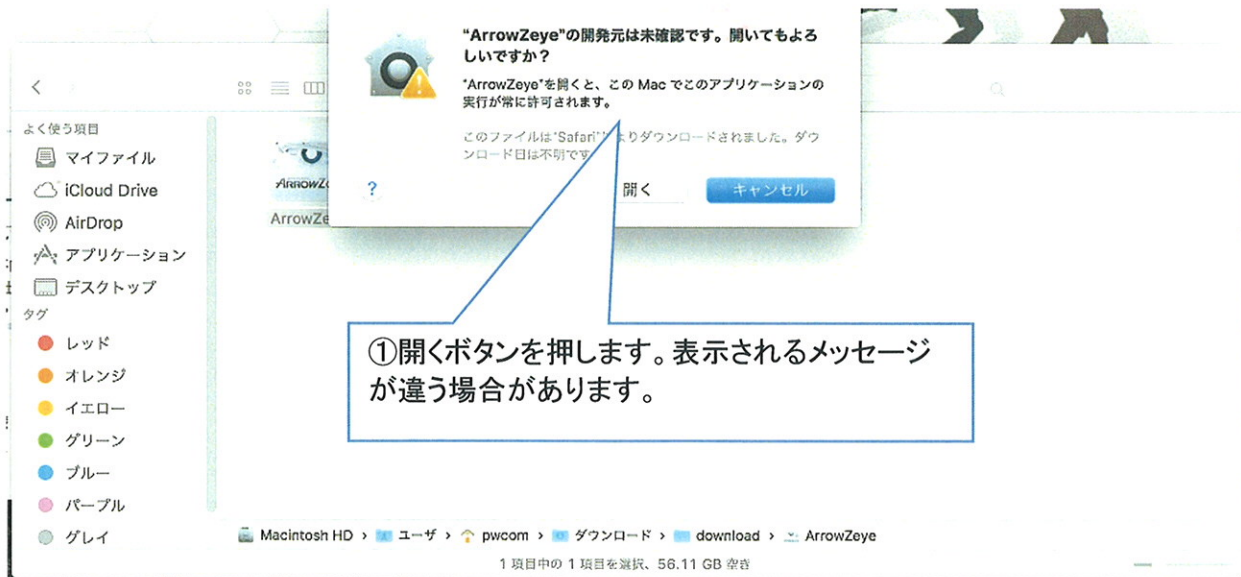 "ArrowZeye"の開発元は未確認です。開いてもよろ
しいですか？
"ArrowZeye"を開くと、この Mac でこのアプリケーションの
実行が常に許可されます。
このファイルは"Safari"によりダウンロードされました。ダウ
ンロード日は不明です
?
開く
キャンセル
よく使う項目
マイファイル
iCloud Drive
AirDrop
アプリケーション
デスクトップ
タグ
レッド
オレンジ
イエロー
グリーン
ブルー
パープル
グレイ
ARROWZ
ArrowZe
①開くボタンを押します。表示されるメッセージ
が違う場合があります。
Macintosh HD › ユーザ › pwcom › ダウンロード › download › ArrowZeye
1 項目中の 1 項目を選択、56.11 GB 空き